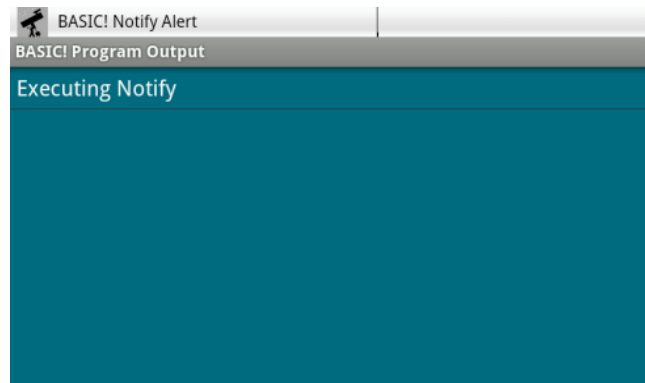 BASIC! Notify Alert
BASIC! Program Output
Executing Notify